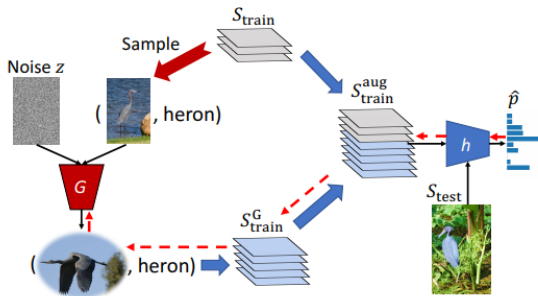 S_train
Sample
Noise z
( , heron)
S_train^aug
p̂
h
G
S_test
S_train^G
( , heron)